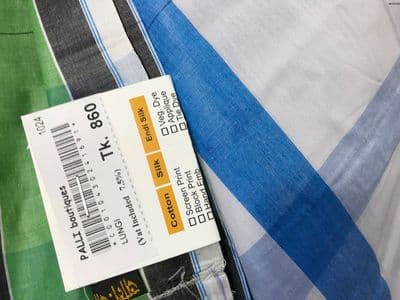 1024
PALLI boutiques
LUNGI
Tk. 860
(Vat Included 7.5%)
Cotton Silk Endi Silk
Screen Print
Block Print
Hand Emb
Veg. Dye
Applique
Tie Dye